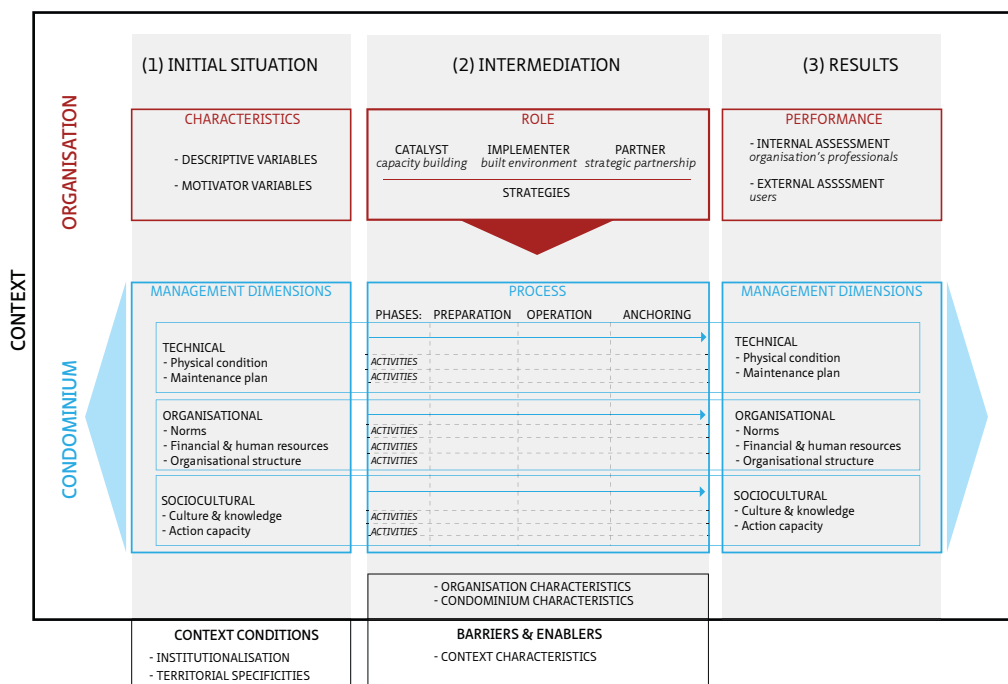 (1) INITIAL SITUATION
(2) INTERMEDIATION
(3) RESULTS
CONTEXT
ORGANISATION
CHARACTERISTICS
- DESCRIPTIVE VARIABLES
- MOTIVATOR VARIABLES
ROLE
CATALYST
capacity building
IMPLEMENTER
built environment
PARTNER
strategic partnership
STRATEGIES
PERFORMANCE
- INTERNAL ASSESSMENT
organisation's professionals
- EXTERNAL ASSSSMENT
users
CONDOMINIUM
MANAGEMENT DIMENSIONS
TECHNICAL
- Physical condition
- Maintenance plan
ORGANISATIONAL
- Norms
- Financial & human resources
- Organisational structure
SOCIOCULTURAL
- Culture & knowledge
- Action capacity
PROCESS
PHASES: PREPARATION OPERATION ANCHORING
ACTIVITIES
ACTIVITIES
ACTIVITIES
ACTIVITIES
ACTIVITIES
ACTIVITIES
ACTIVITIES
MANAGEMENT DIMENSIONS
TECHNICAL
- Physical condition
- Maintenance plan
ORGANISATIONAL
- Norms
- Financial & human resources
- Organisational structure
SOCIOCULTURAL
- Culture & knowledge
- Action capacity
- ORGANISATION CHARACTERISTICS
- CONDOMINIUM CHARACTERISTICS
CONTEXT CONDITIONS
- INSTITUTIONALISATION
- TERRITORIAL SPECIFICITIES
BARRIERS & ENABLERS
- CONTEXT CHARACTERISTICS